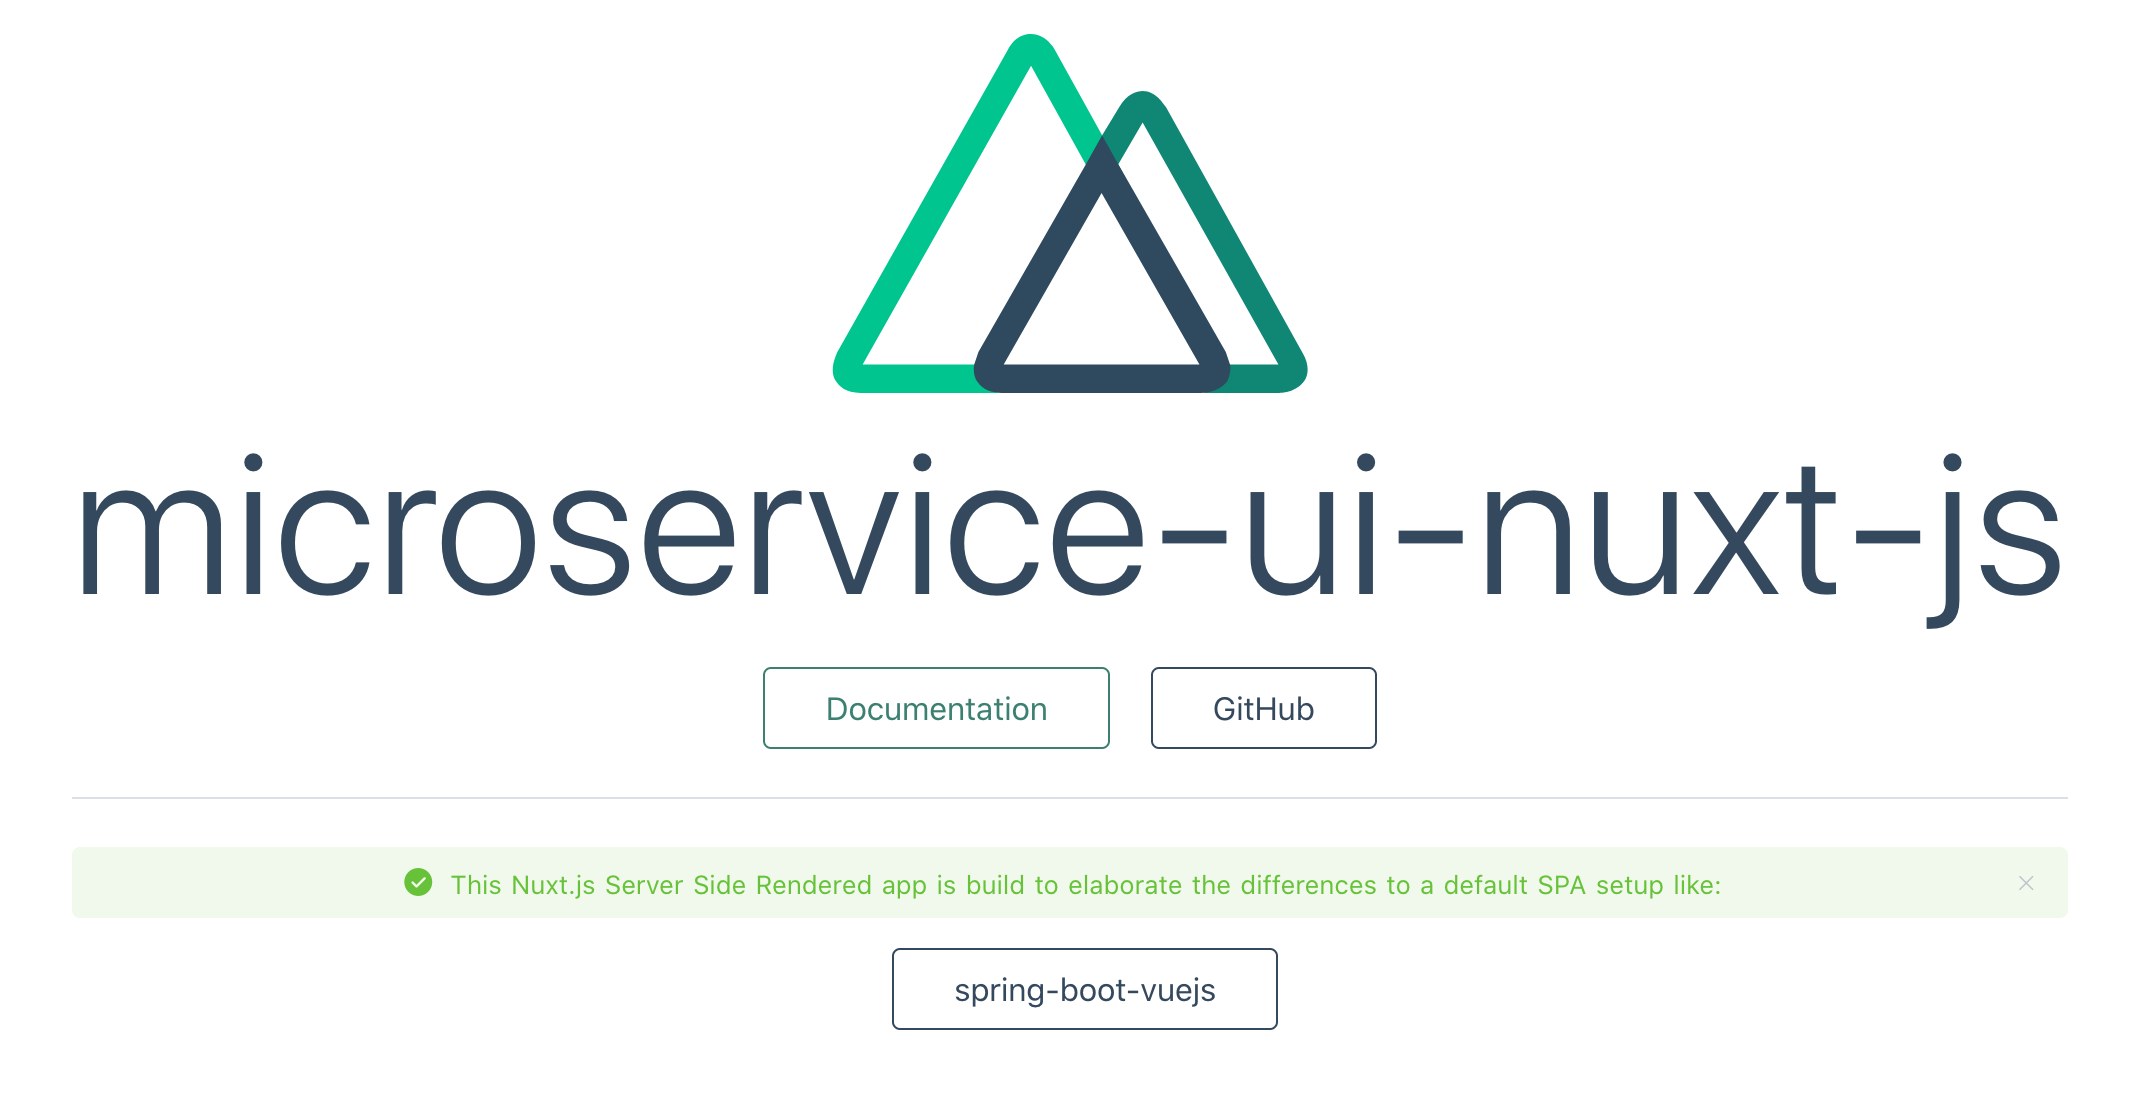 microservice-ui-nuxt-js
Documentation GitHub
This Nuxt.js Server Side Rendered app is build to elaborate the differences to a default SPA setup like:
spring-boot-vuejs